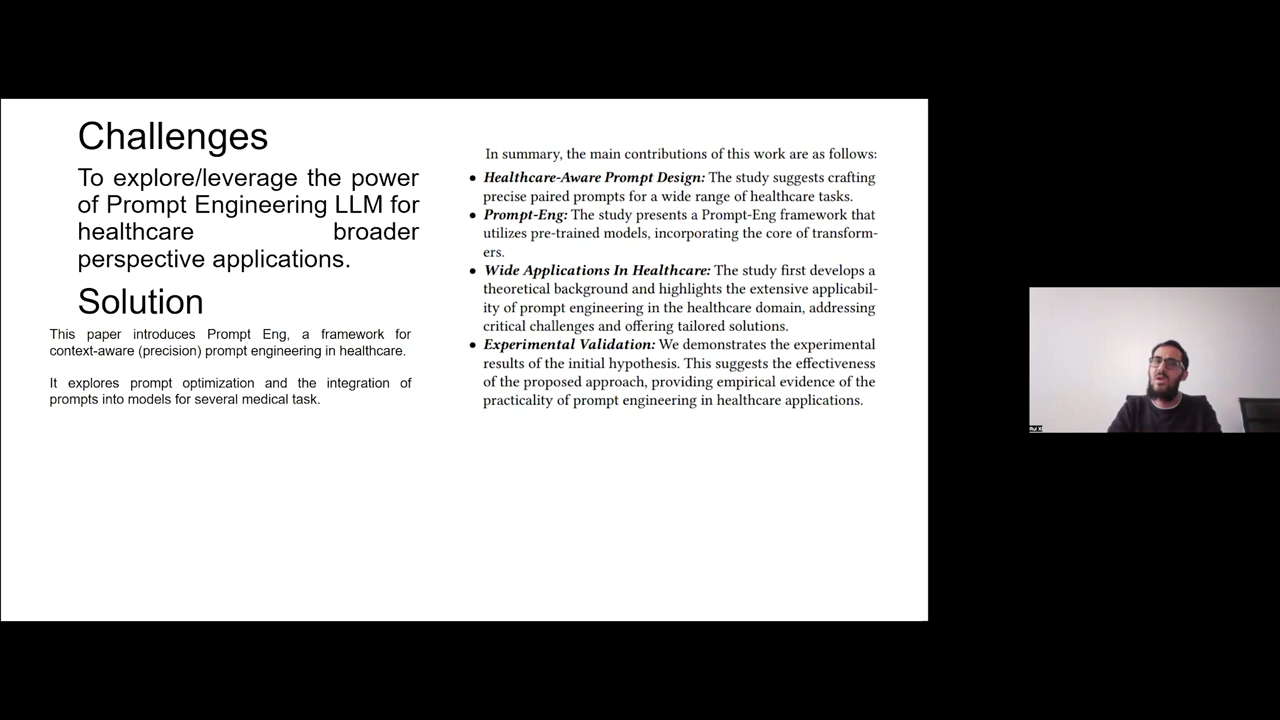 Challenges
To explore/leverage the power
of Prompt Engineering LLM for
healthcare broader
perspective applications.
Solution
This paper introduces Prompt Eng, a framework for
context-aware (precision) prompt engineering in healthcare.
It explores prompt optimization and the integration of
prompts into models for several medical task.
In summary, the main contributions of this work are as follows:
• Healthcare-Aware Prompt Design: The study suggests crafting
precise paired prompts for a wide range of healthcare tasks.
• Prompt-Eng: The study presents a Prompt-Eng framework that
utilizes pre-trained models, incorporating the core of transform-
ers.
• Wide Applications In Healthcare: The study first develops a
theoretical background and highlights the extensive applicabil-
ity of prompt engineering in the healthcare domain, addressing
critical challenges and offering tailored solutions.
• Experimental Validation: We demonstrates the experimental
results of the initial hypothesis. This suggests the effectiveness
of the proposed approach, providing empirical evidence of the
practicality of prompt engineering in healthcare applications.